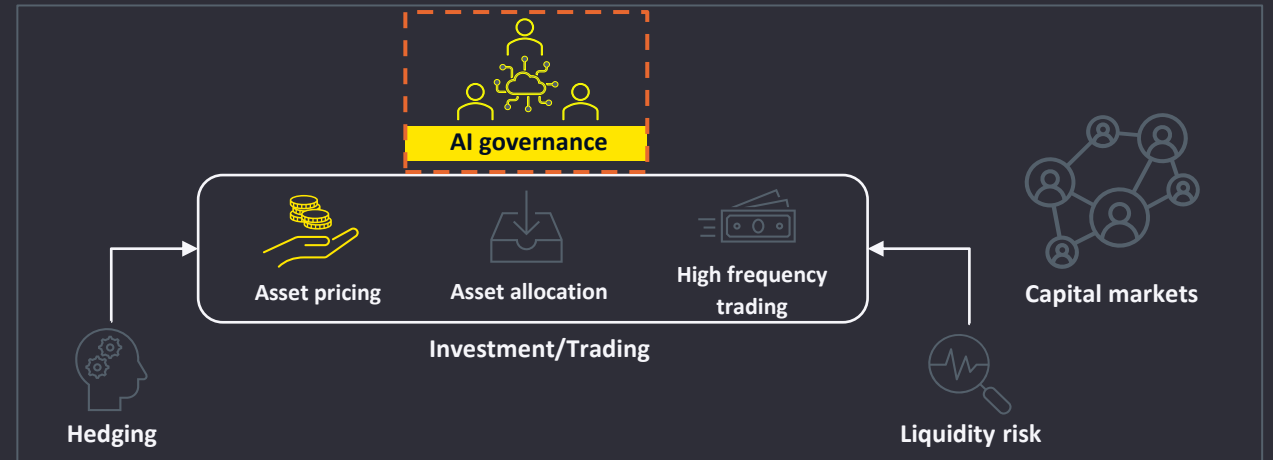 AI governance
Asset pricing
Asset allocation
High frequency
trading
Capital markets
Investment/Trading
Hedging
Liquidity risk